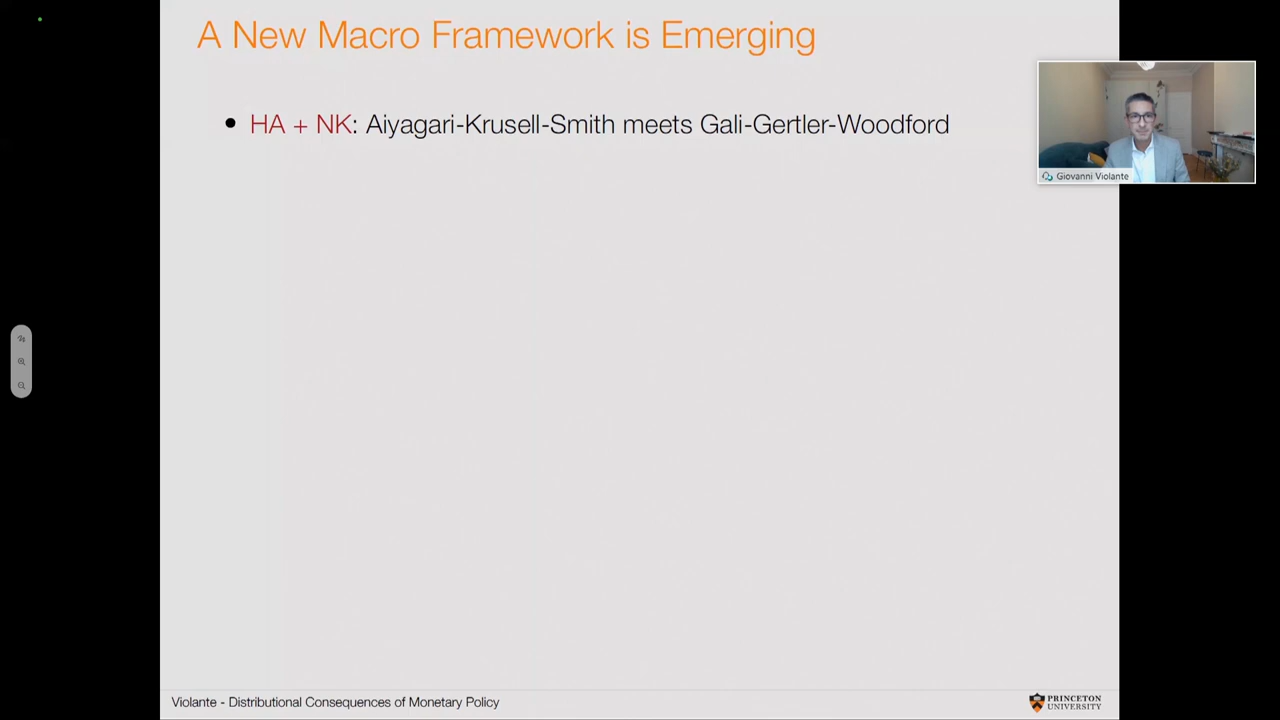 A New Macro Framework is Emerging
• HA + NK: Aiyagari-Krusell-Smith meets Gali-Gertler-Woodford
Giovanni Violante
Violante - Distributional Consequences of Monetary Policy
PRINCETON
UNIVERSITY